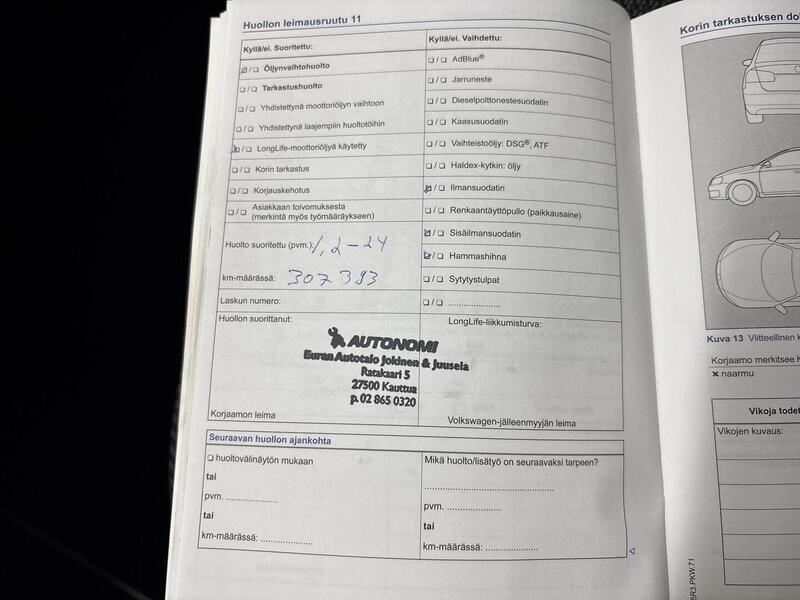 Huollon leimausruutu 11
Kyllä/ei. Suoritettu:
❏/❏ Öljynvaihtohuolto
❏/❏ Tarkastushuolto
❏/❏ Yhdistettynä moottoriöljyn vaihtoon
❏/❏ Yhdistettynä laajempiin huoltotöihin
❏/❏ LongLife-moottoriöljyä käytetty
❏/❏ Korin tarkastus
❏/❏ Korjauskehotus
❏/❏ Asiakkaan toivomuksesta
(merkintä myös työmääräykseen)
Huolto suoritettu (pvm.): 1,2-24
km-määrässä: 307393
Laskun numero:
Huollon suorittanut:
Kyllä/ei. Vaihdettu:
❏/❏ AdBlue®
❏/❏ Jarruneste
❏/❏ Dieselpolttonestesuodatin
❏/❏ Kaasusuodatin
❏/❏ Vaihteistoöljy: DSG®, ATF
❏/❏ Haldex-kytkin: öljy
❏/❏ Ilmansuodatin
❏/❏ Renkaantäyttöpullo (paikkausaine)
❏/❏ Sisäilmansuodatin
❏/❏ Hammashihna
❏/❏ Sytytystulpat
❏/❏ ....................
LongLife-liikkumisturva:
AUTONOMI
Euran Autotalo Jokinen & Juusela
Ratakaari 5
27500 Kauttua
p. 02 865 0320
Korjaamon leima
Volkswagen-jälleenmyyjän leima
Seuraavan huollon ajankohta
❏ huoltovälinäytön mukaan
tai
pvm. ....................
tai
km-määrässä: ....................
Mikä huolto/lisätyö on seuraavaksi tarpeen?
..................................................
pvm. ....................
tai
km-määrässä: ....................
Korin tarkastuksen
Kuva 13 Viitteellinen
Korjaamo merkitsee
× naarmu
Vikoja
Vikojen kuvaus:
5R3.PKW.71